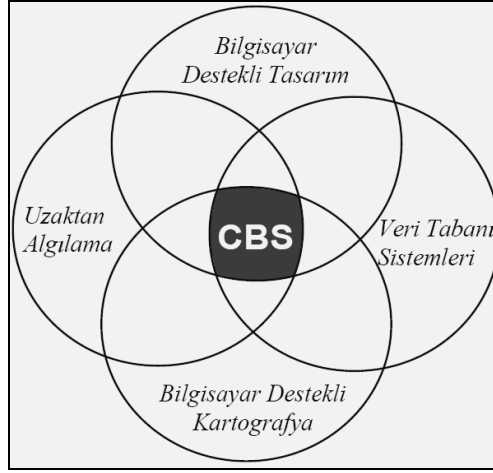 Bilgisayar
Destekli Tasarım
Uzaktan
Algılama
CBS
Veri Tabanı
Sistemleri
Bilgisayar Destekli
Kartografya